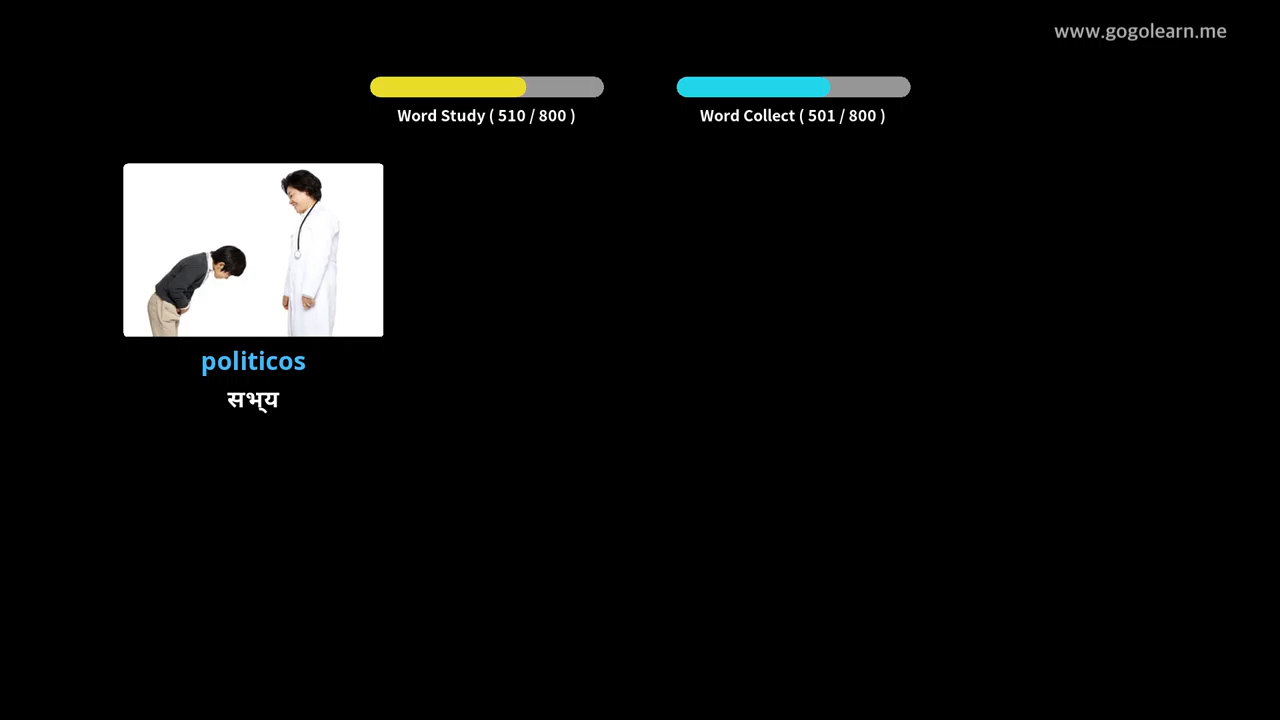 www.gogolearn.me
Word Study ( 510 / 800 )
Word Collect ( 501 / 800 )
politicos
सभ्य